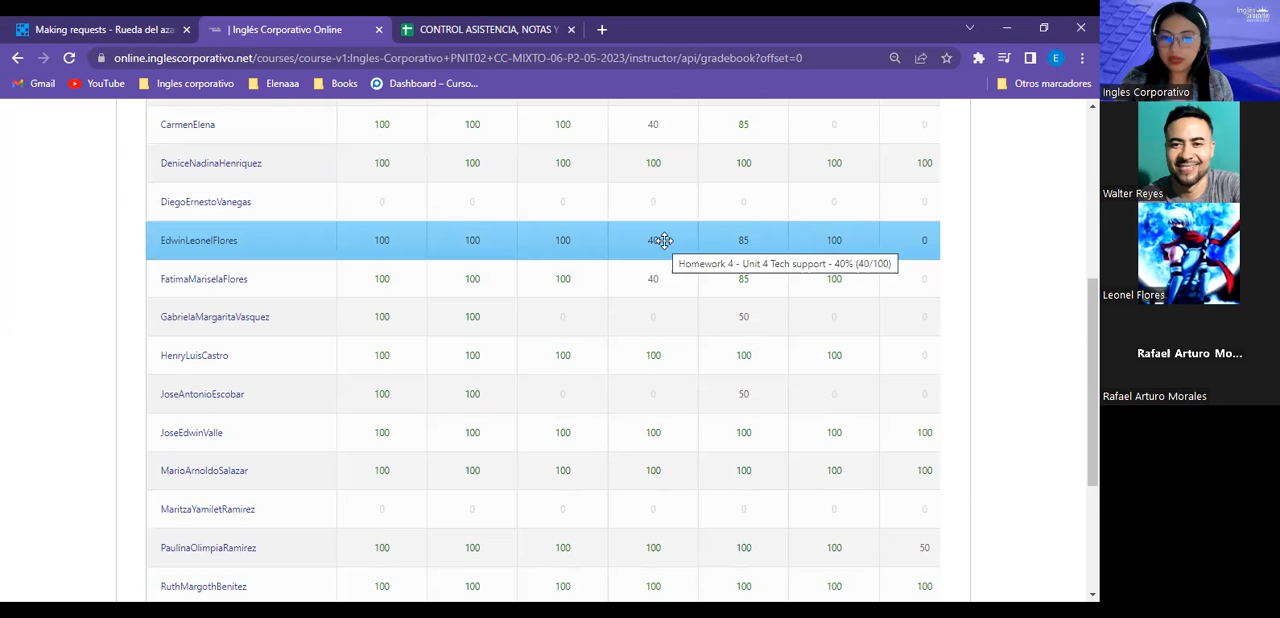 Making requests - Rueda del aza
| Inglés Corporativo Online
CONTROL ASISTENCIA, NOTAS Y
online.inglescorporativo.net/courses/course-v1:Ingles-Corporativo+PNIT02+CC-MIXTO-06-P2-05-2023/instructor/api/gradebook?offset=0
E
Gmail YouTube Ingles corporativo Elenaaa Books Dashboard – Curso... Otros marcadores
CarmenElena 100 100 100 40 85 0 0
DeniceNadinaHenriquez 100 100 100 100 100 100 100
DiegoErnestoVanegas 0 0 0 0 0 0 0
EdwinLeonelFlores 100 100 100 40 85 100 0
Homework 4 - Unit 4 Tech support - 40% (40/100)
FatimaMariselaFlores 100 100 100 40 85 100 0
GabrielaMargaritaVasquez 100 100 0 0 50 0 0
HenryLuisCastro 100 100 100 100 100 100 0
JoseAntonioEscobar 100 100 0 0 50 0 0
JoseEdwinValle 100 100 100 100 100 100 100
MarioArnoldoSalazar 100 100 100 100 100 100 100
MaritzaYamiletRamirez 0 0 0 0 0 0 0
PaulinaOlimpiaRamirez 100 100 100 100 100 100 50
RuthMargothBenitez 100 100 100 100 100 100 100
Ingles Corporativo
Walter Reyes
Leonel Flores
Rafael Arturo Mo...
Rafael Arturo Morales